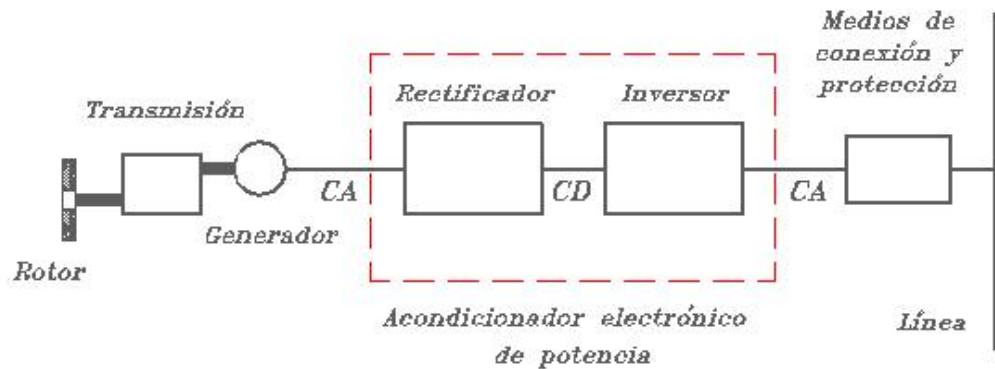 Medios de
conexión y
protección
Transmisión
Rectificador
Inversor
CA
CD
CA
Generador
Rotor
Acondicionador electrónico
de potencia
Línea